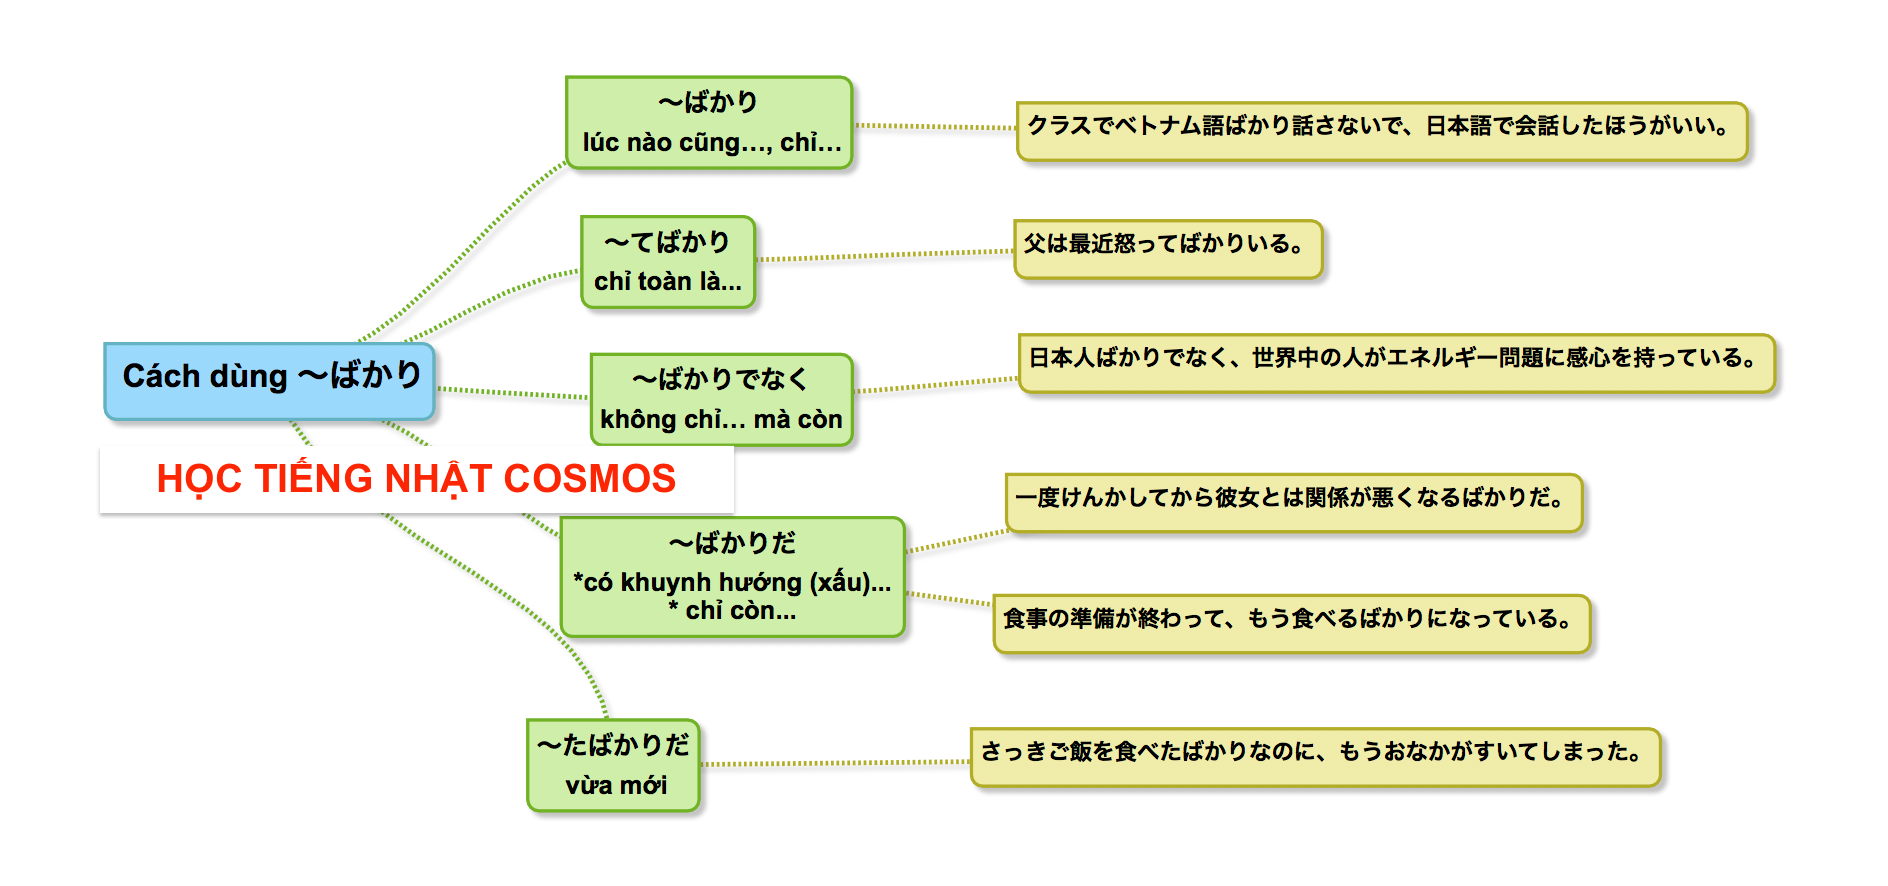 ～ばかり
lúc nào cũng…, chỉ…
クラスでベトナム語ばかり話さないで、日本語で会話したほうがいい。
～てばかり
chỉ toàn là...
父は最近怒ってばかりいる。
Cách dùng ～ばかり
～ばかりでなく
không chỉ… mà còn
日本人ばかりでなく、世界中の人がエネルギー問題に感心を持っている。
HỌC TIẾNG NHẬT COSMOS
～ばかりだ
*có khuynh hướng (xấu)...
* chỉ còn...
一度けんかしてから彼女とは関係が悪くなるばかりだ。
食事の準備が終わって、もう食べるばかりになっている。
～たばかりだ
vừa mới
さっきご飯を食べたばかりなのに、もうおなかがすいてしまった。